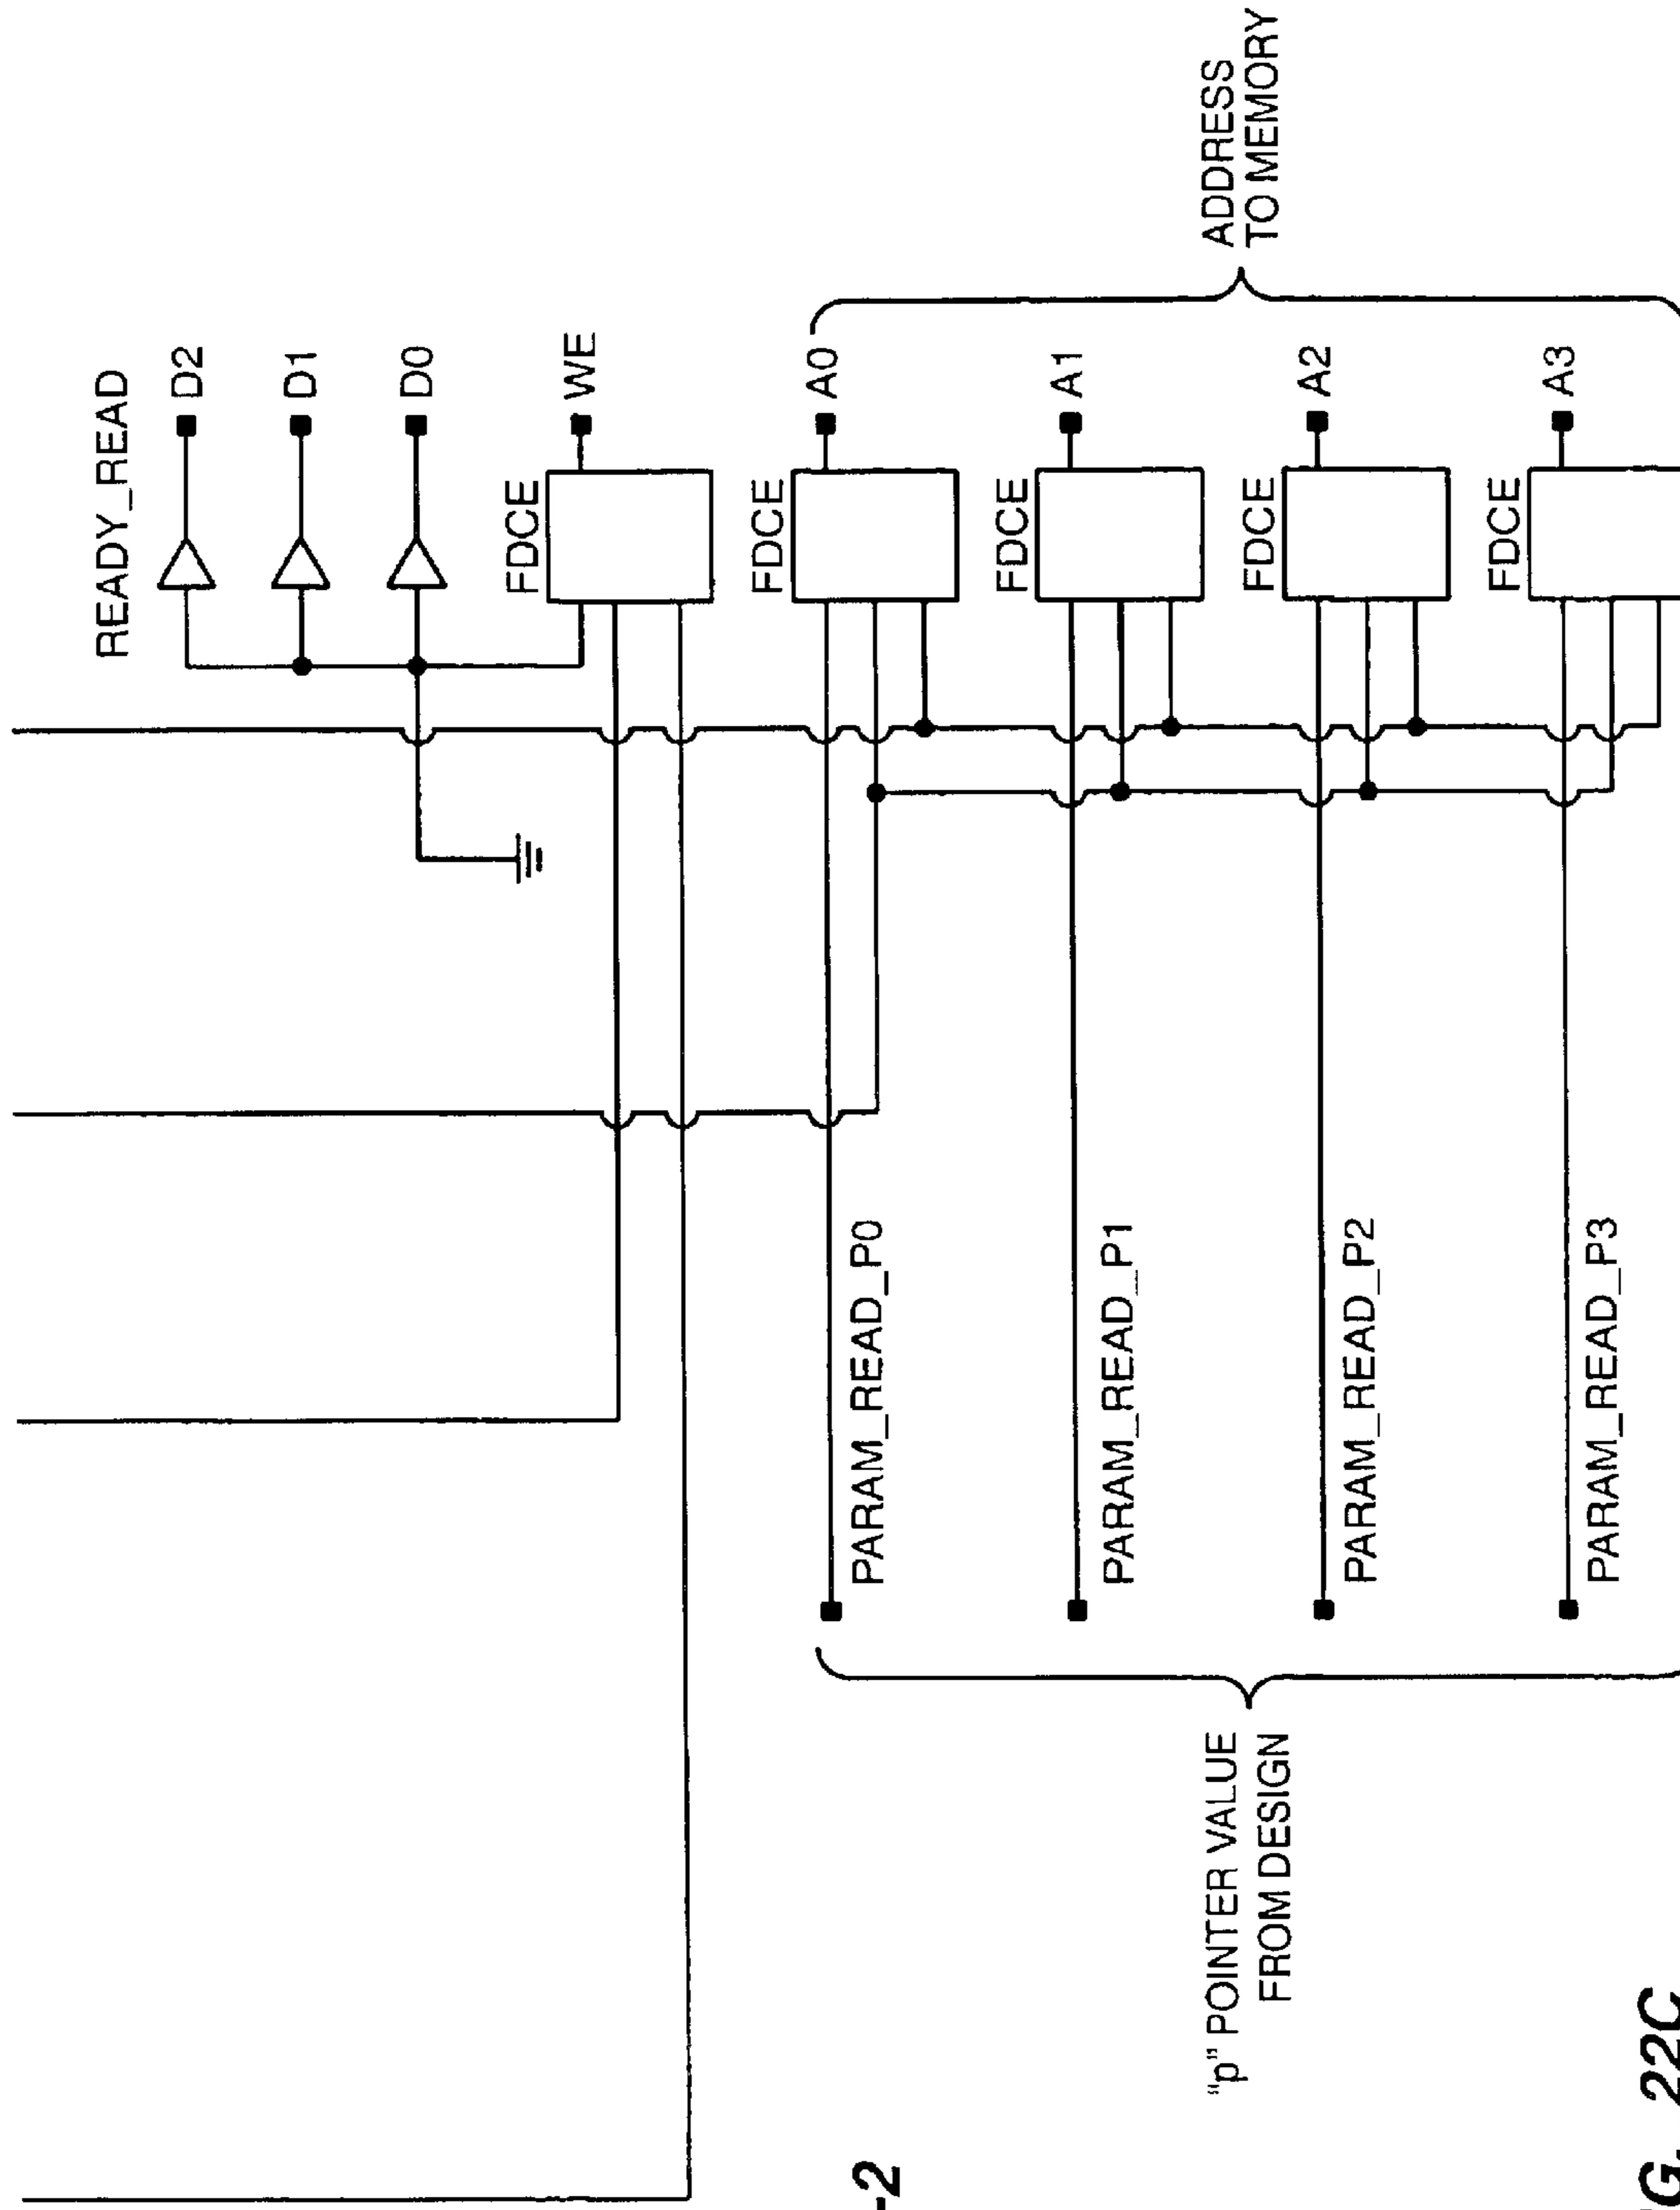 READY_READ
D2
D1
D0
FDCE
WE
FDCE
A0
PARAM_READ_P0
FDCE
A1
PARAM_READ_P1
FDCE
A2
PARAM_READ_P2
FDCE
A3
PARAM_READ_P3
"p" POINTER VALUE
FROM DESIGN
ADDRESS
TO MEMORY
-2
G. 22C